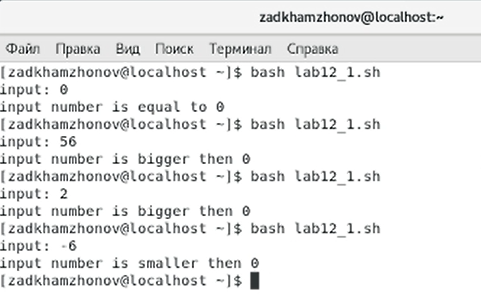 zadkhamzhonov@localhost:~
Файл Правка Вид Поиск Терминал Справка
[zadkhamzhonov@localhost ~]$ bash lab12_1.sh
input: 0
input number is equal to 0
[zadkhamzhonov@localhost ~]$ bash lab12_1.sh
input: 56
input number is bigger then 0
[zadkhamzhonov@localhost ~]$ bash lab12_1.sh
input: 2
input number is bigger then 0
[zadkhamzhonov@localhost ~]$ bash lab12_1.sh
input: -6
input number is smaller then 0
[zadkhamzhonov@localhost ~]$